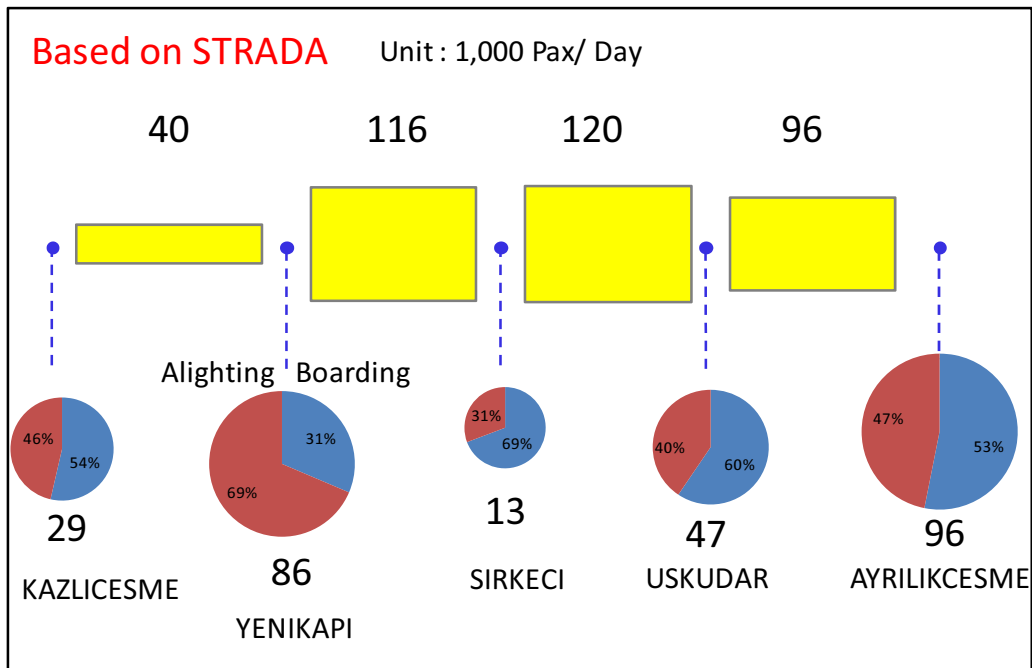 Based on STRADA
Unit : 1,000 Pax/ Day
40
116
120
96
Alighting Boarding
46%
54%
31%
69%
31%
69%
40%
60%
47%
53%
29
86
13
47
96
KAZLICESME
YENIKAPI
SIRKECI
USKUDAR
AYRILIKCESME